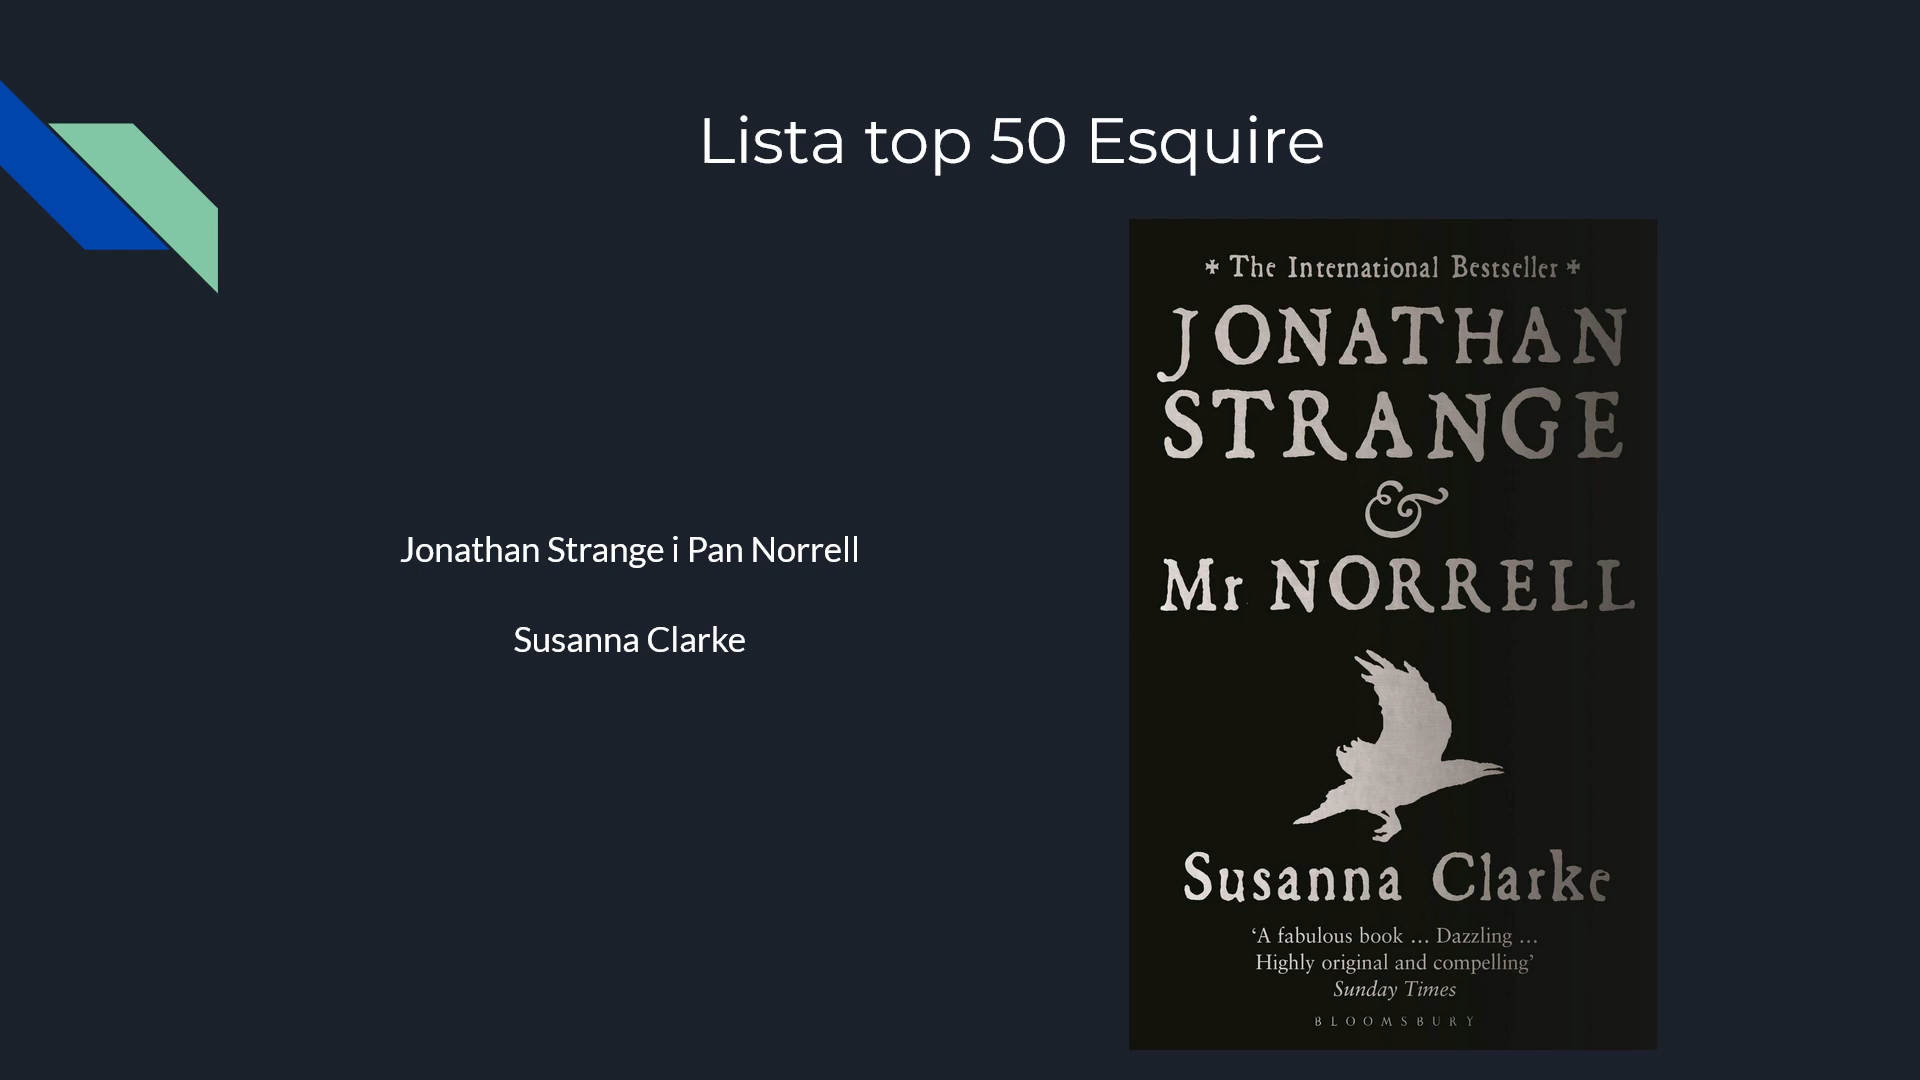 Lista top 50 Esquire
Jonathan Strange i Pan Norrell
Susanna Clarke
The International Bestseller
JONATHAN
STRANGE
&
Mr NORRELL
Susanna Clarke
‘A fabulous book … Dazzling …
Highly original and compelling’
Sunday Times
BLOOMSBURY